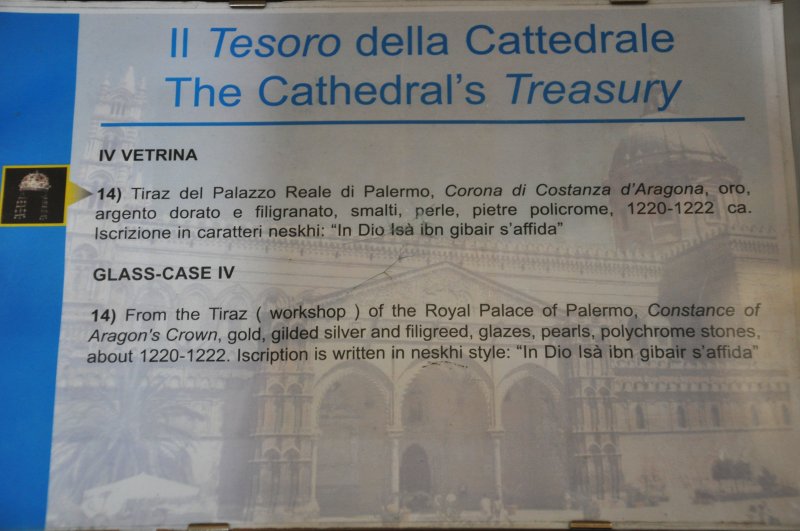 Il Tesoro della Cattedrale
The Cathedral's Treasury
IV VETRINA
14) Tiraz del Palazzo Reale di Palermo, Corona di Costanza d'Aragona, oro,
argento dorato e filigranato, smalti, perle, pietre policrome, 1220-1222 ca.
Iscrizione in caratteri neskhi: "In Dio Isà ibn gibair s'affida"
GLASS-CASE IV
14) From the Tiraz ( workshop ) of the Royal Palace of Palermo, Constance of
Aragon's Crown, gold, gilded silver and filigreed, glazes, pearls, polychrome stones,
about 1220-1222. Iscription is written in neskhi style: "In Dio Isà ibn gibair s'affida"